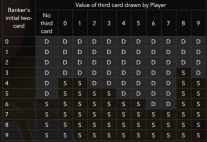 Banker's initial two-card Value of third card drawn by Player
No third card 0 1 2 3 4 5 6 7 8 9
0 D D D D D D D D D D D
1 D D D D D D D D D D D
2 D D D D D D D D D D D
3 D D D D D D D D D S D
4 D S S D D D D D D S S
5 D S S S S D D D D S S
6 S S S S S S S D D S S
7 S S S S S S S S S S S
8 S S S S S S S S S S S
9 S S S S S S S S S S S